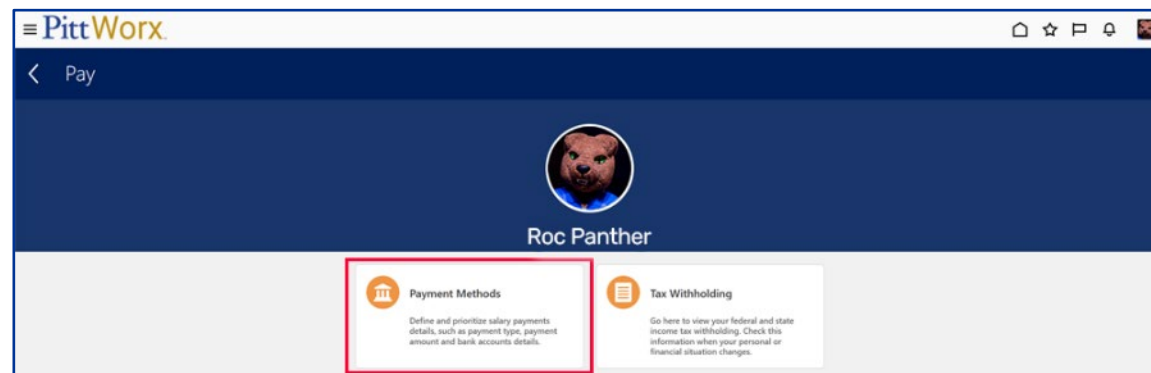 PittWorx
Pay
Roc Panther
Payment Methods
Define and prioritize salary payments
details, such as payment type, payment
amount and bank accounts details.
Tax Withholding
Go here to view your federal and state
income tax withholding. Check this
information when your personal or
financial situation changes.